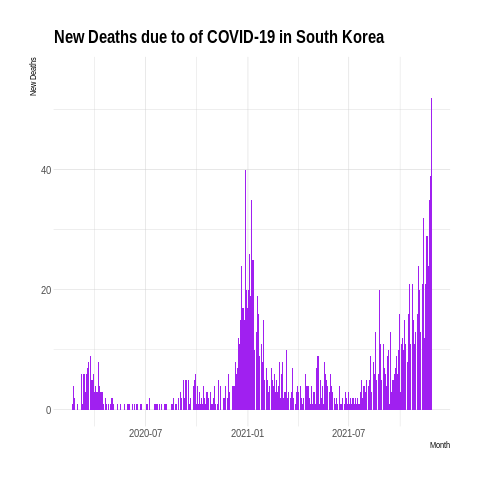 New Deaths due to of COVID-19 in South Korea
New Deaths
40
20
0
2020-07 2021-01 2021-07
Month